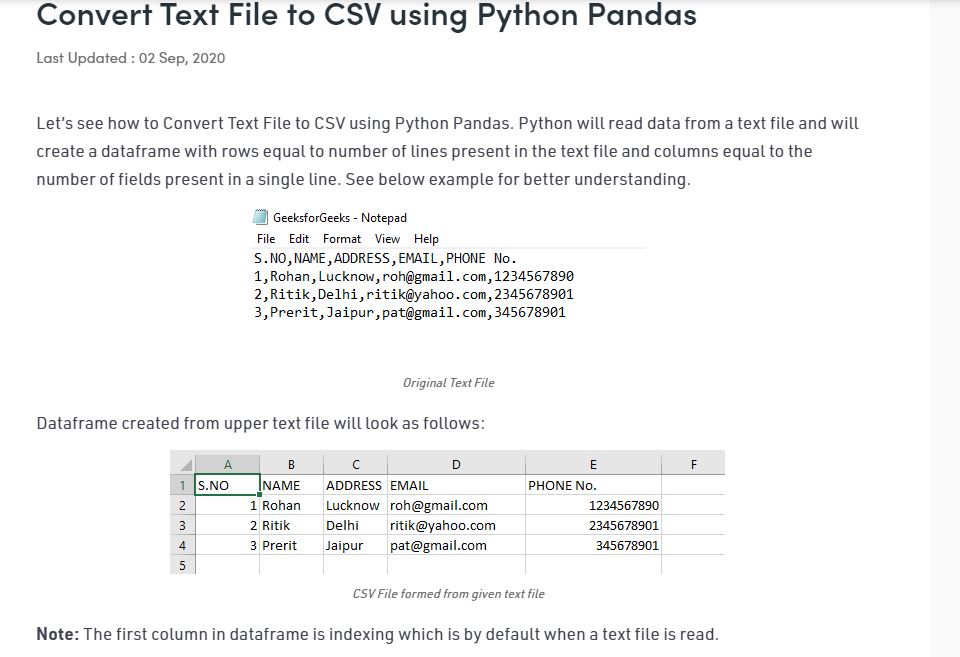 Convert Text File to CSV using Python Pandas
Last Updated : 02 Sep, 2020
Let's see how to Convert Text File to CSV using Python Pandas. Python will read data from a text file and will
create a dataframe with rows equal to number of lines present in the text file and columns equal to the
number of fields present in a single line. See below example for better understanding.
GeeksforGeeks - Notepad
File Edit Format View Help
S.NO,NAME,ADDRESS,EMAIL,PHONE No.
1,Rohan,Lucknow,roh@gmail.com,1234567890
2,Ritik,Delhi,ritik@yahoo.com,2345678901
3,Prerit,Jaipur,pat@gmail.com,345678901
Original Text File
Dataframe created from upper text file will look as follows:
A B C D E F
1 S.NO NAME ADDRESS EMAIL PHONE No.
2 1 Rohan Lucknow roh@gmail.com 1234567890
3 2 Ritik Delhi ritik@yahoo.com 2345678901
4 3 Prerit Jaipur pat@gmail.com 345678901
5
CSV File formed from given text file
Note: The first column in dataframe is indexing which is by default when a text file is read.